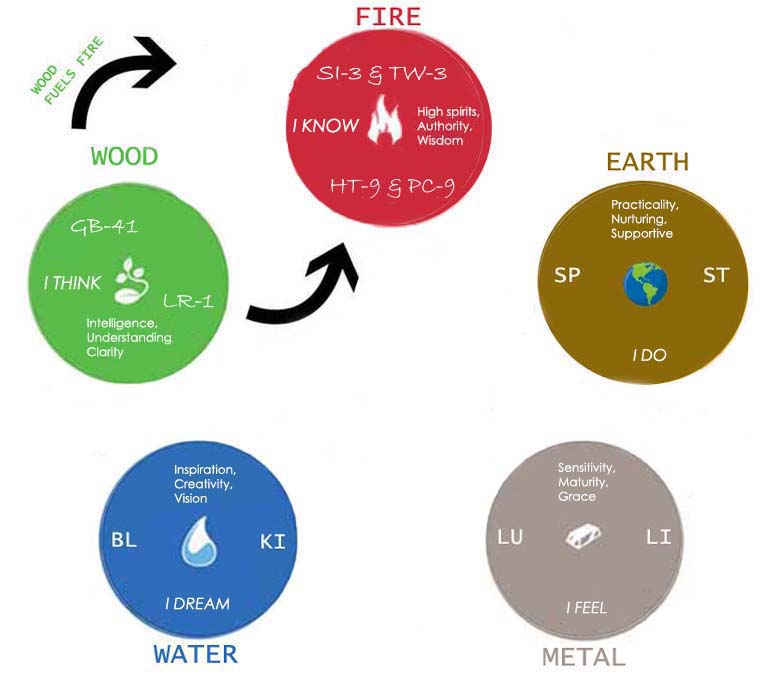 FIRE
WOOD
FUELS FIRE
SI-3 & TW-3
I KNOW
High spirits,
Authority,
Wisdom
HT-9 & PC-9
WOOD
GB-41
I THINK
LR-1
Intelligence,
Understanding
Clarity
EARTH
Practicality,
Nurturing,
Supportive
SP
ST
I DO
Inspiration,
Creativity,
Vision
BL
KI
I DREAM
WATER
Sensitivity,
Maturity,
Grace
LU
LI
I FEEL
METAL